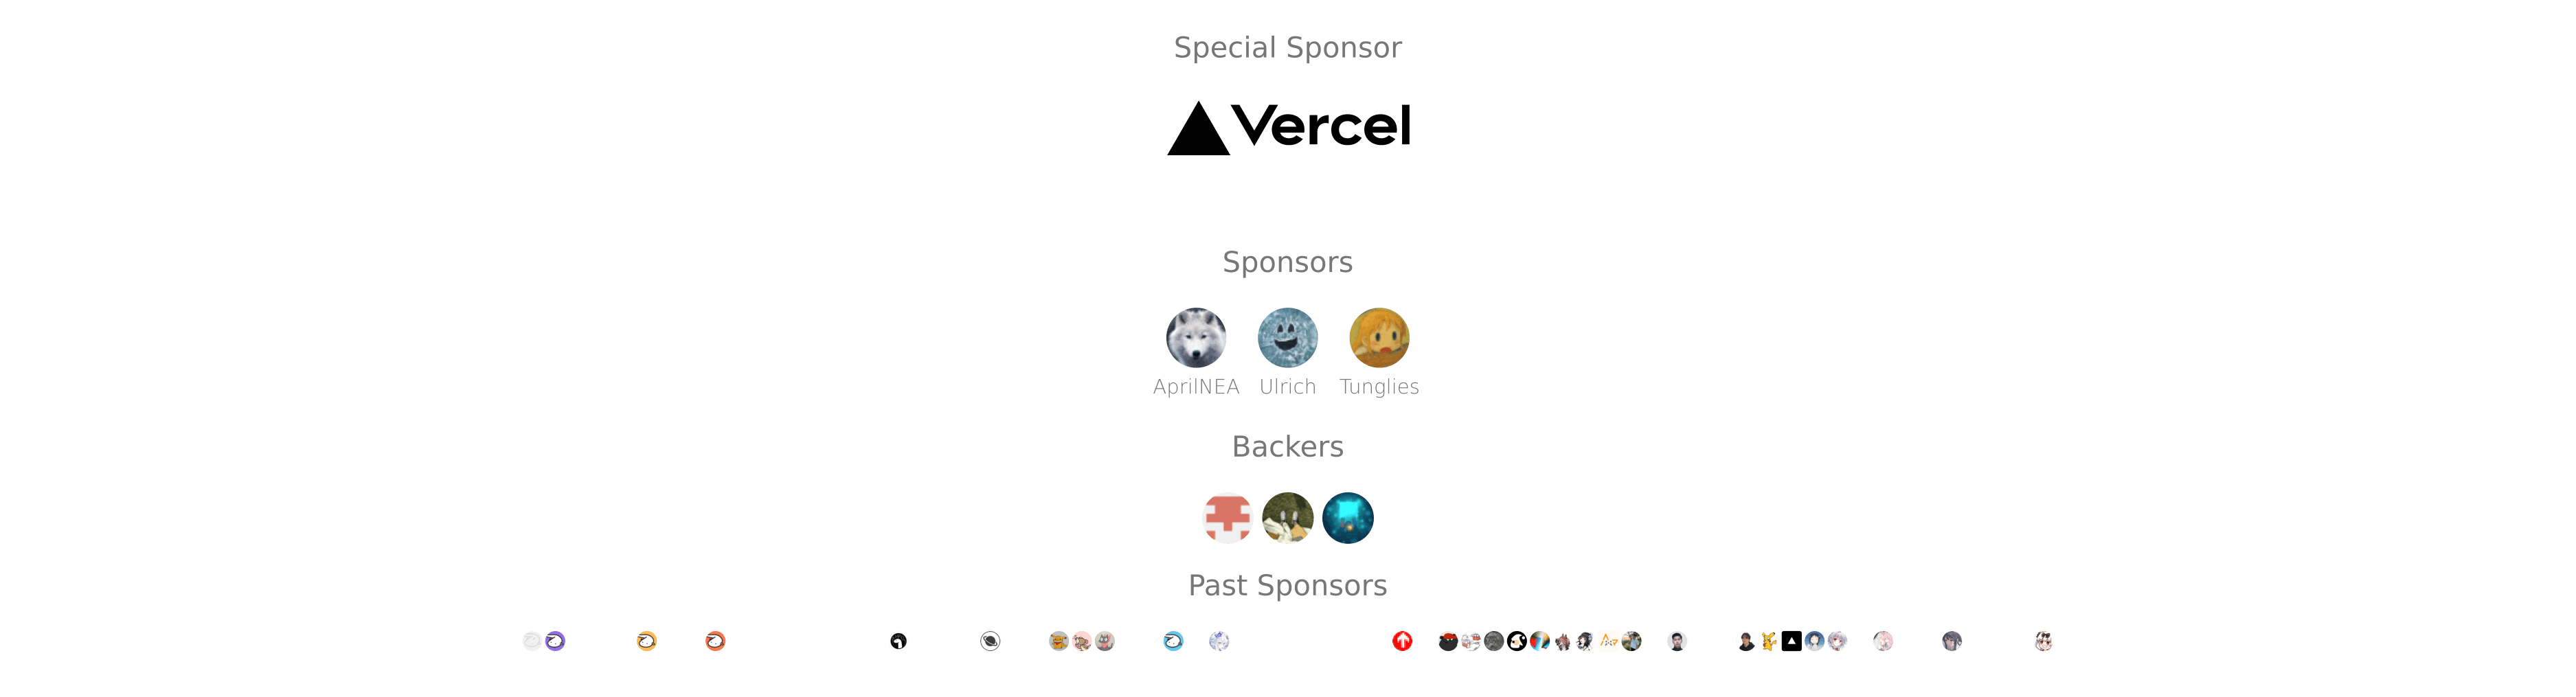 Special Sponsor
Vercel
Sponsors
AprilNEA Ulrich Tunglies
Backers
Past Sponsors